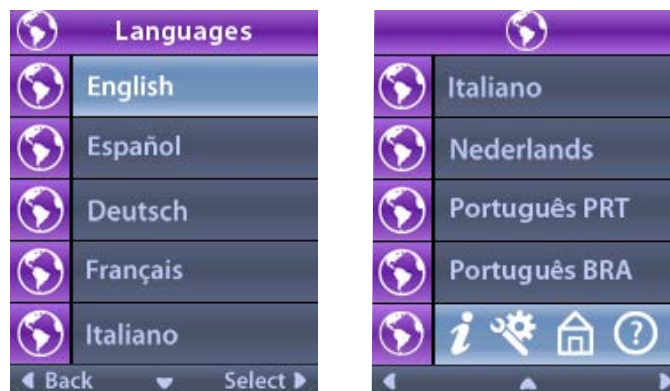 Languages
English
Español
Deutsch
Français
Italiano
Back Select
Italiano
Nederlands
Português PRT
Português BRA
i ?